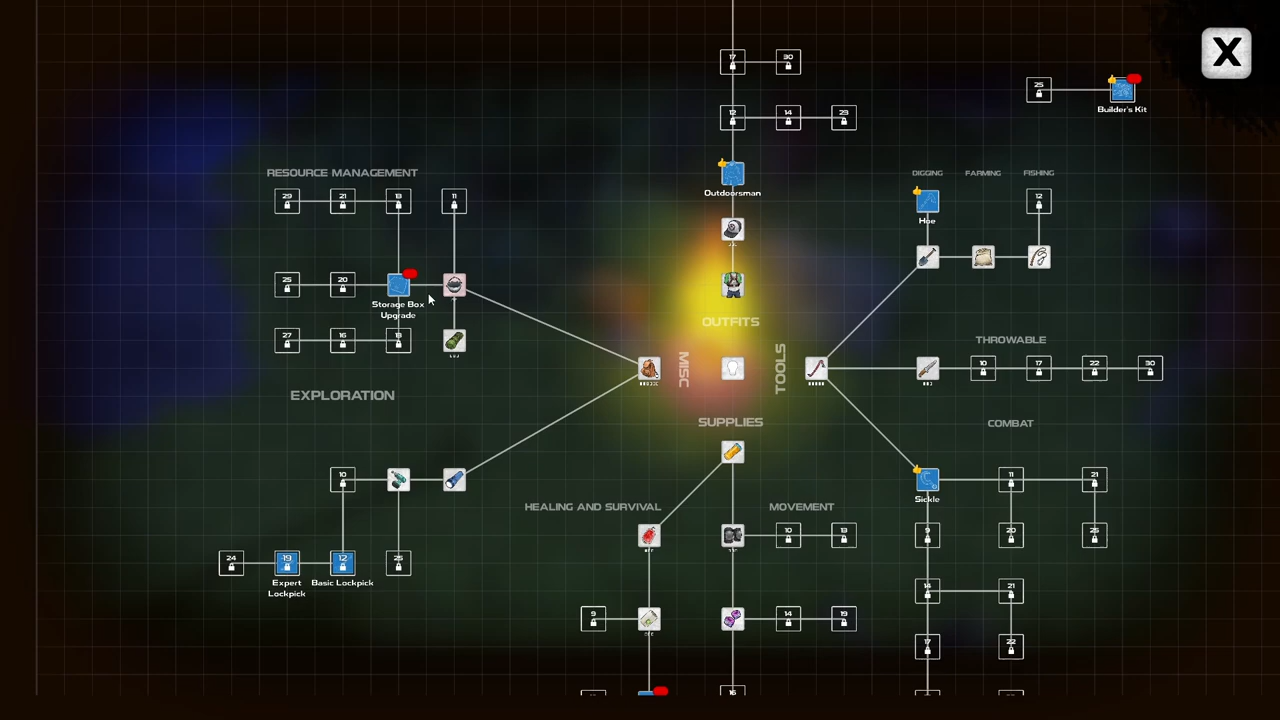 X
17 30
25
Builder's Kit
12 14 23
RESOURCE MANAGEMENT
DIGGING FARMING FISHING
Outdoorsman
29 21 13 11
12
Hoe
25 20
Storage Box
Upgrade
OUTFITS
27 16
THROWABLE
MISC
TOOLS
10 17 22 30
EXPLORATION
SUPPLIES
COMBAT
10
11 21
Sickle
HEALING AND SURVIVAL
MOVEMENT
10 13
9
20
25
24 19 12 25
Expert
Lockpick
Basic Lockpick
14 21
9
14 19
17 22
16